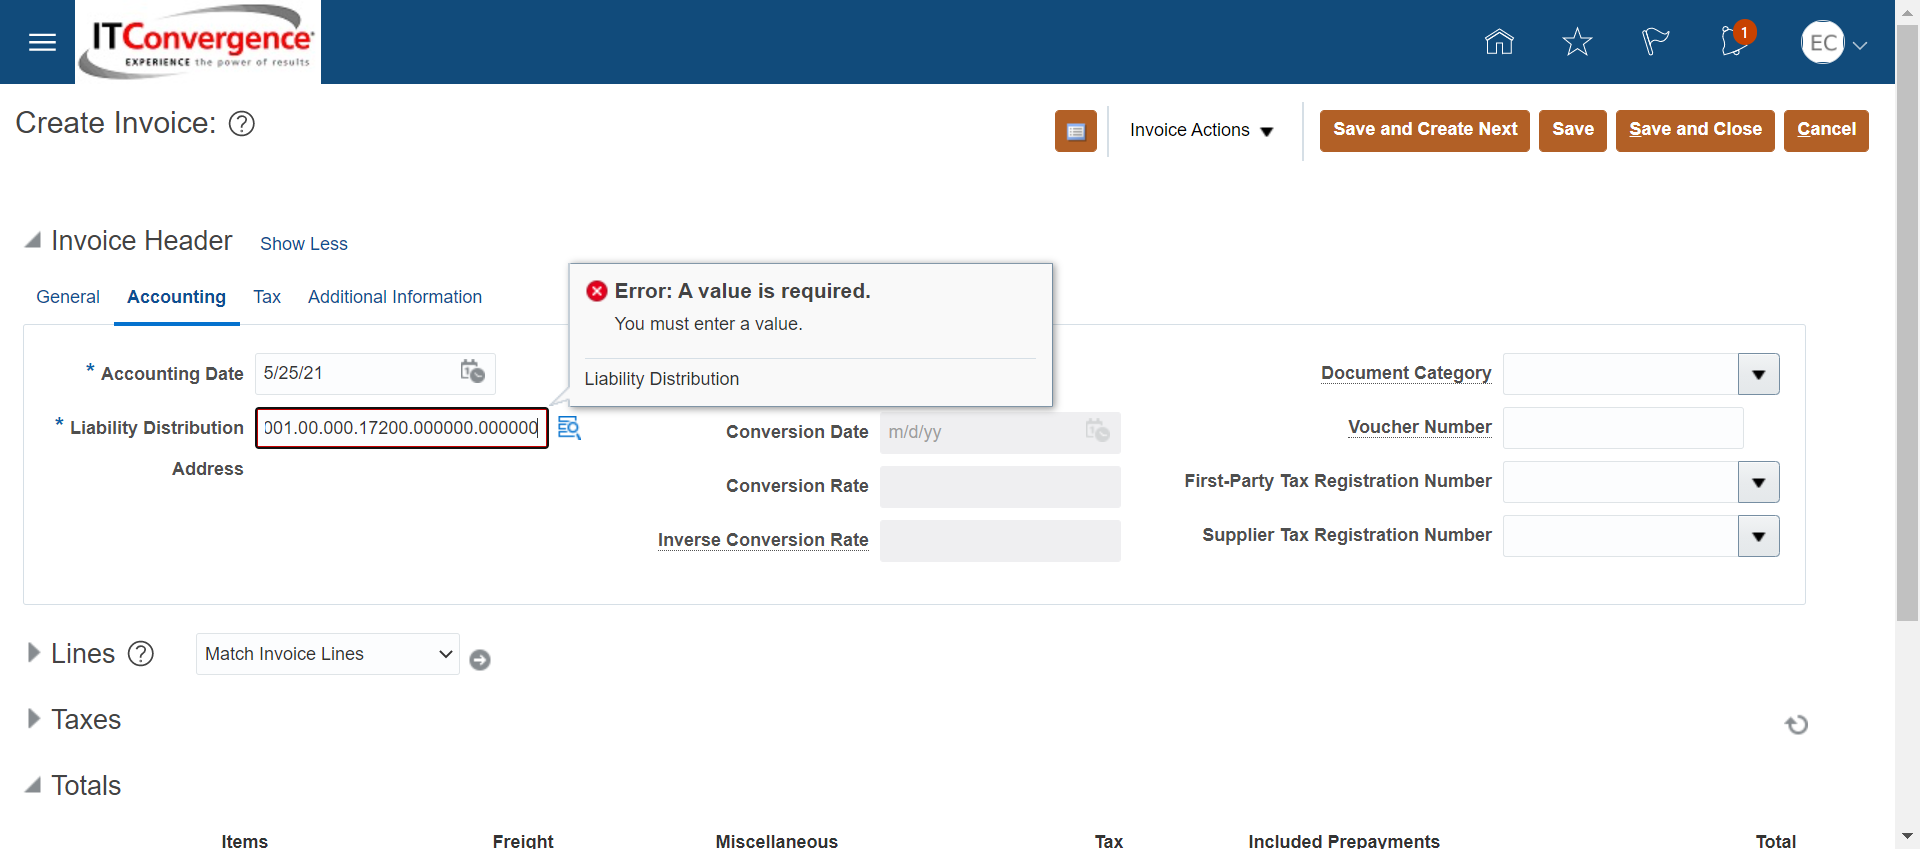 ITConvergence
EXPERIENCE the power of results
1
EC
Create Invoice: ?
Invoice Actions
Save and Create Next
Save
Save and Close
Cancel
Invoice Header
Show Less
General
Accounting
Tax
Additional Information
Error: A value is required.
You must enter a value.
Liability Distribution
* Accounting Date
5/25/21
* Liability Distribution
001.00.000.17200.000000.000000
Address
Conversion Date
m/d/yy
Conversion Rate
Inverse Conversion Rate
Document Category
Voucher Number
First-Party Tax Registration Number
Supplier Tax Registration Number
Lines ?
Match Invoice Lines
Taxes
Totals
Items
Freight
Miscellaneous
Tax
Included Prepayments
Total